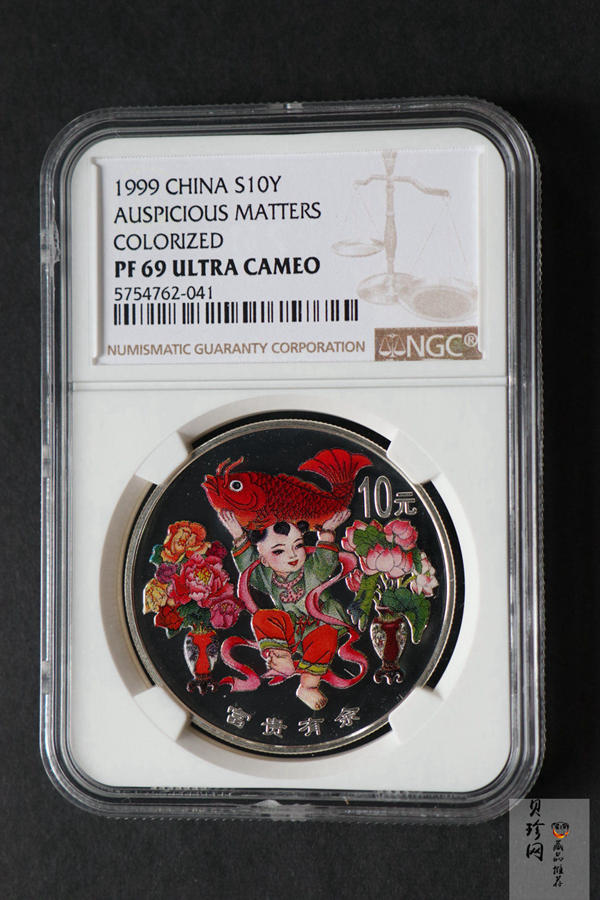 1999 CHINA S10Y
AUSPICIOUS MATTERS
COLORIZED
PF 69 ULTRA CAMEO
5754762-041
NUMISMATIC GUARANTY CORPORATION
NGC®
10元
富贵有余
贝珍网
藏品推荐